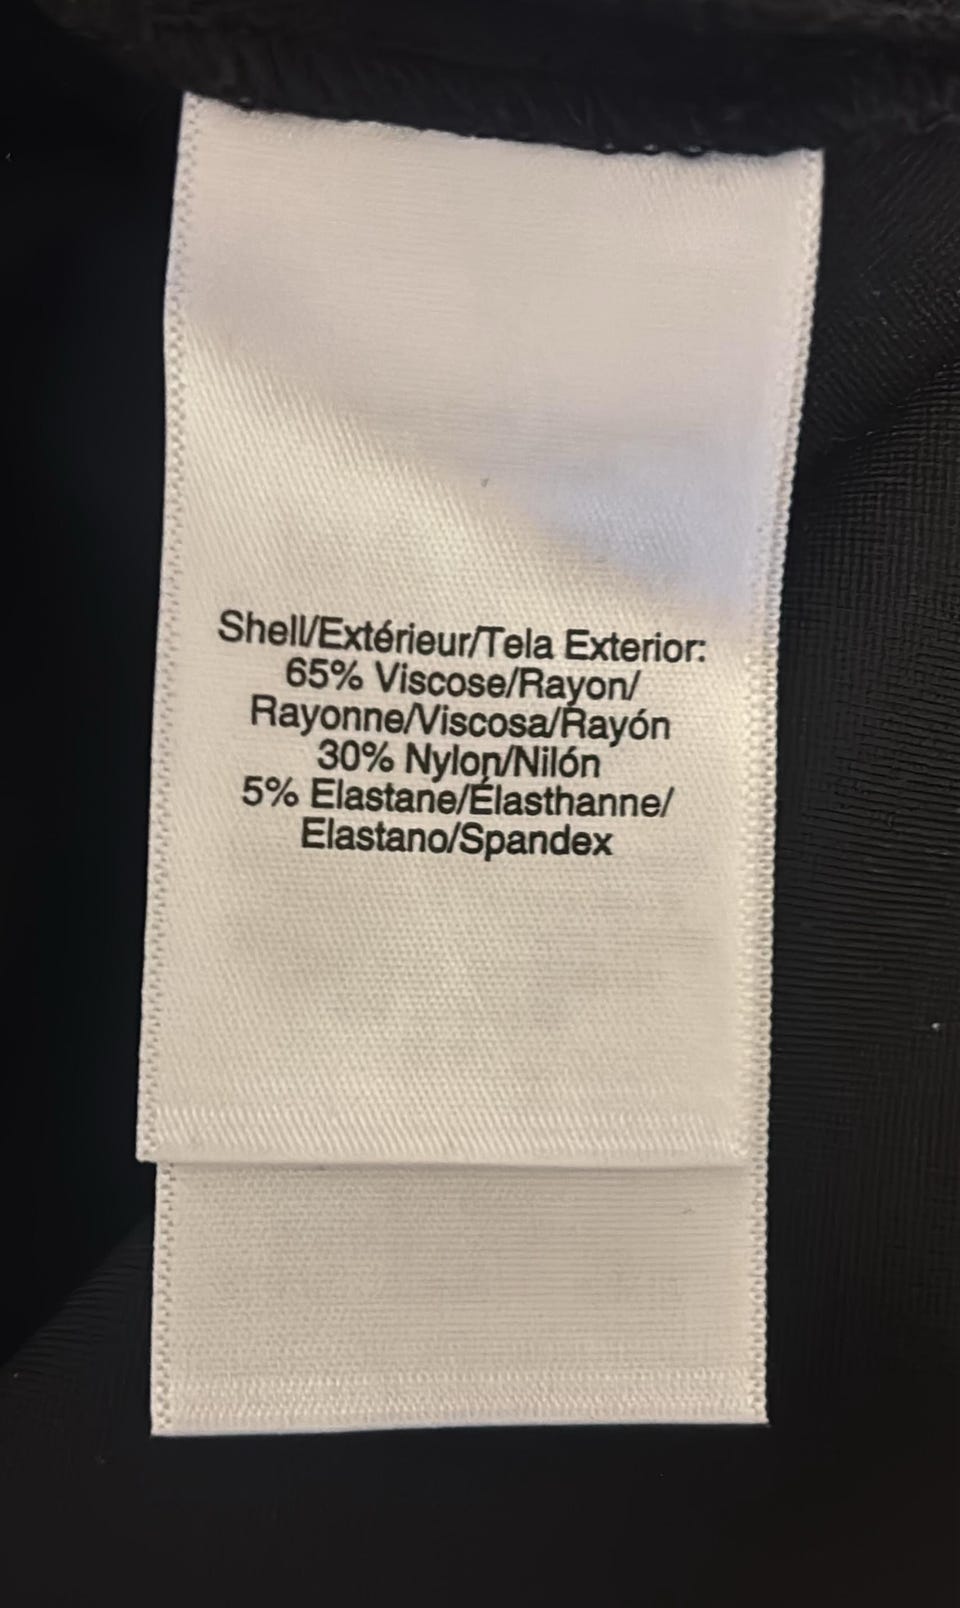 Shell/Extérieur/Tela Exterior:
65% Viscose/Rayon/
Rayonne/Viscosa/Rayón
30% Nylon/Nilón
5% Elastane/Élasthanne/
Elastano/Spandex